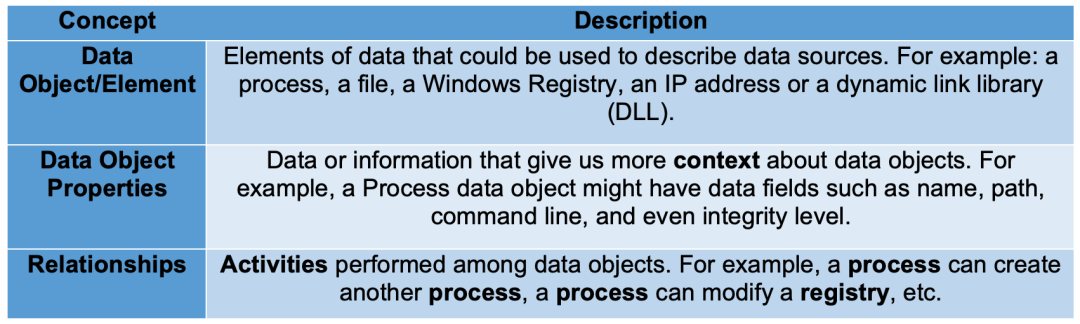 Concept Description
Data Object/Element
Elements of data that could be used to describe data sources. For example: a
process, a file, a Windows Registry, an IP address or a dynamic link library
(DLL).
Data Object Properties
Data or information that give us more context about data objects. For
example, a Process data object might have data fields such as name, path,
command line, and even integrity level.
Relationships
Activities performed among data objects. For example, a process can create
another process, a process can modify a registry, etc.